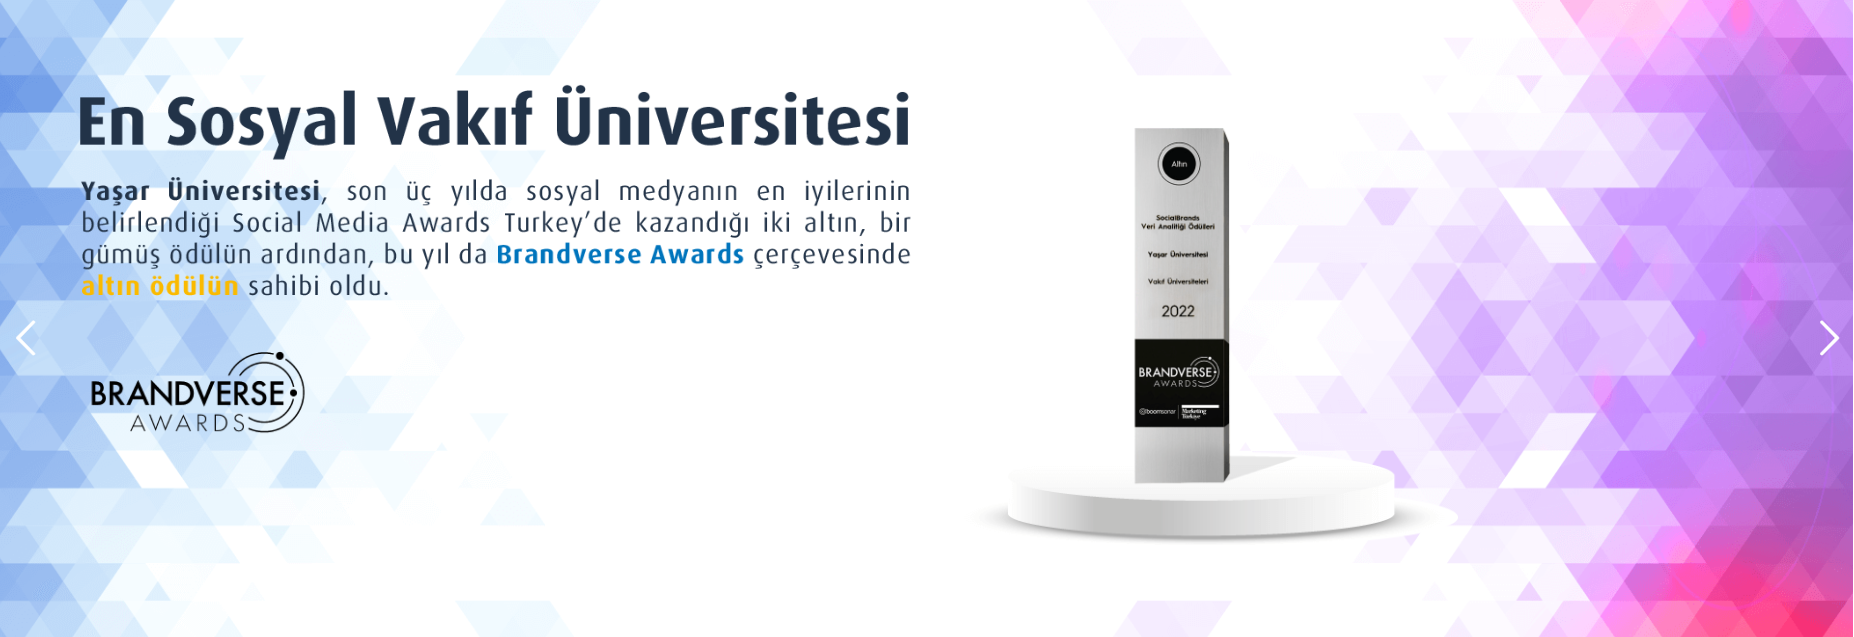 En Sosyal Vakıf Üniversitesi
Yaşar Üniversitesi, son üç yılda sosyal medyanın en iyilerinin
belirlendiği Social Media Awards Turkey’de kazandığı iki altın, bir
gümüş ödülün ardından, bu yıl da Brandverse Awards çerçevesinde
altın ödülün sahibi oldu.
BRANDVERSE
AWARDS
Altın
SocialBrands
Veri Analitiği Ödülleri
Yaşar Üniversitesi
Vakıf Üniversiteleri
2022
BRANDVERSE
AWARDS
boomsonar
Marketing
Türkiye